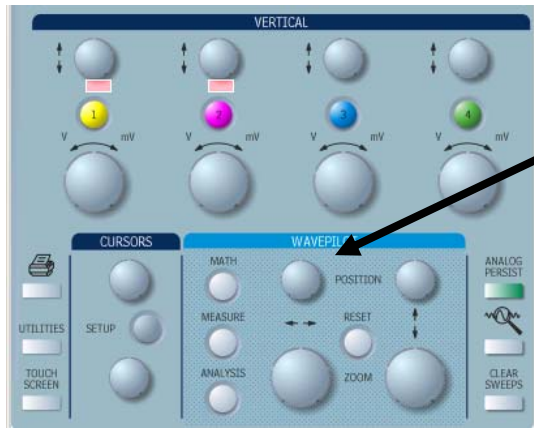 VERTICAL
1
2
3
4
V mV
V mV
V mV
V mV
CURSORS
WAVEPILOT
MATH
POSITION
ANALOG
PERSIST
UTILITIES
SETUP
MEASURE
RESET
TOUCH
SCREEN
ANALYSIS
ZOOM
CLEAR
SWEEPS